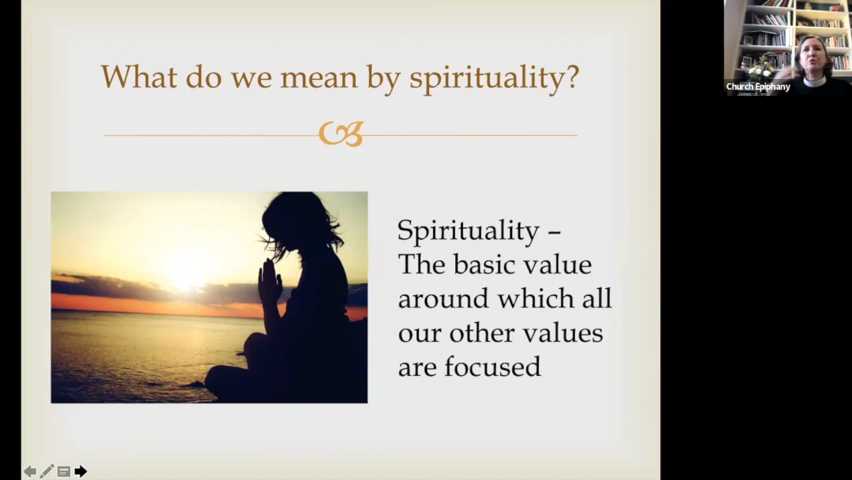 What do we mean by spirituality?
Spirituality –
The basic value
around which all
our other values
are focused
Church Epiphany